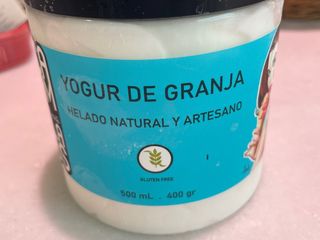 YOGUR DE GRANJA
HELADO NATURAL Y ARTESANO
GLUTEN FREE
500 mL . 400 gr